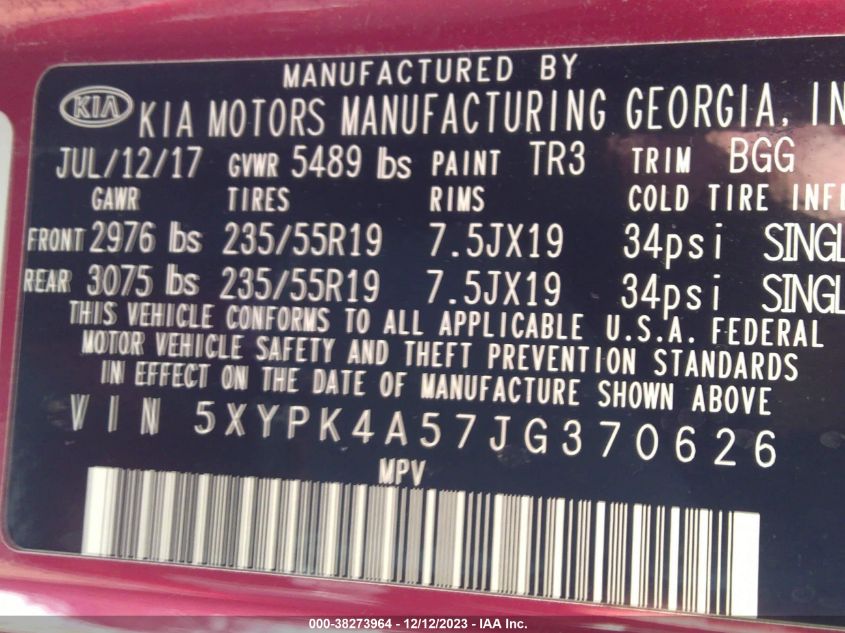 MANUFACTURED BY
KIA KIA MOTORS MANUFACTURING GEORGIA, IN
JUL/12/17 GVWR 5489 lbs PAINT TR3 TRIM BGG
GAWR TIRES RIMS COLD TIRE INF
FRONT 2976 lbs 235/55R19 7.5JX19 34psi SINGL
REAR 3075 lbs 235/55R19 7.5JX19 34psi SINGL
THIS VEHICLE CONFORMS TO ALL APPLICABLE U.S.A. FEDERAL
MOTOR VEHICLE SAFETY AND THEFT PREVENTION STANDARDS
IN EFFECT ON THE DATE OF MANUFACTURE SHOWN ABOVE
VIN 5XYPK4A57JG370626
MPV
000-38273964 - 12/12/2023 - IAA Inc.